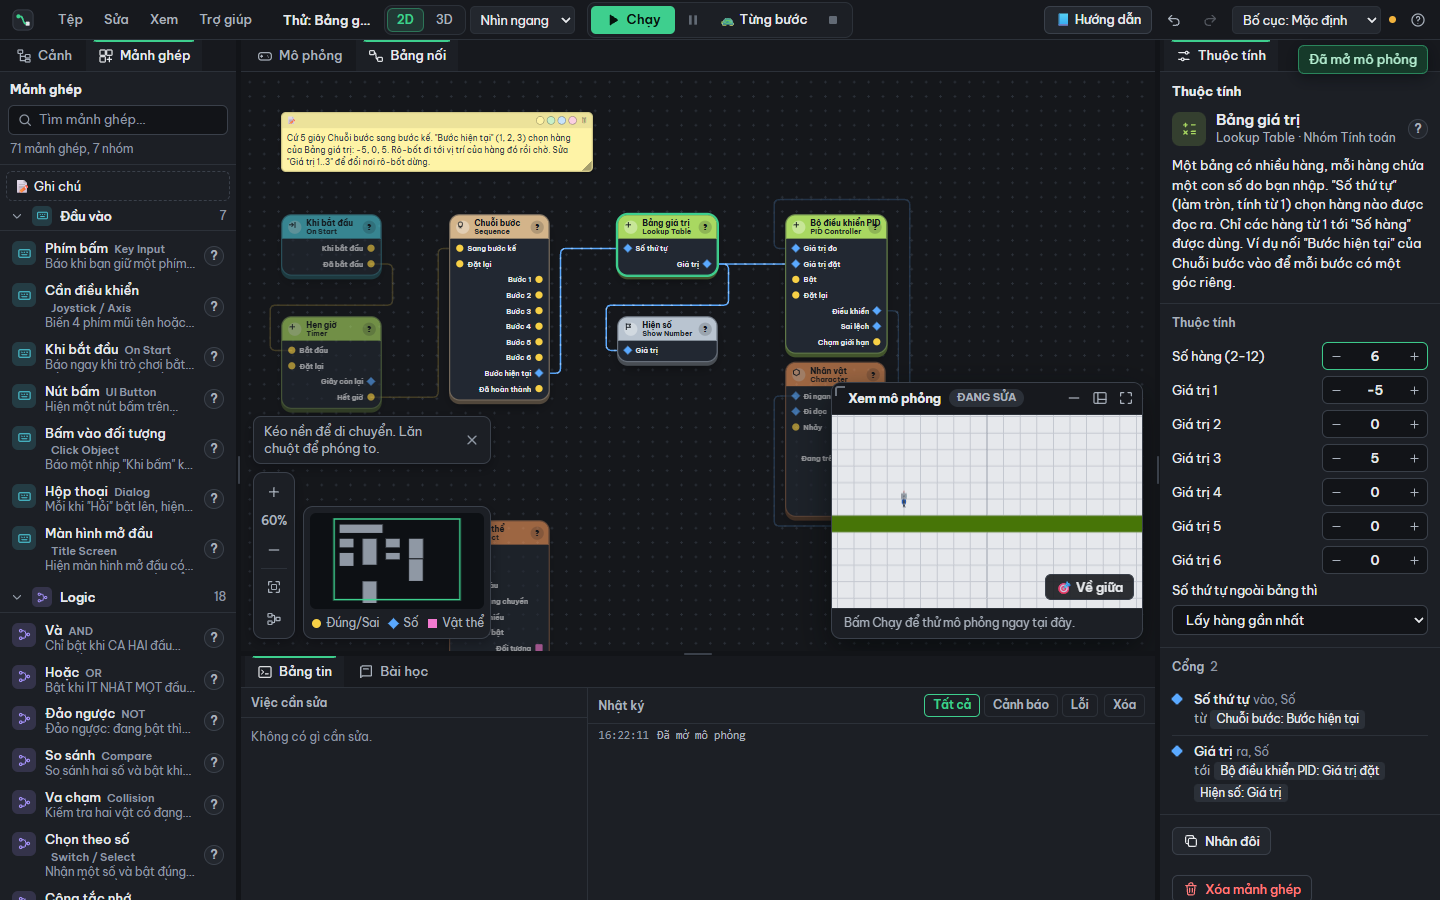 Tệp
Sửa
Xem
Trợ giúp
Thử: Bảng g...
2D
3D
Nhìn ngang
Chạy
Từng bước
Hướng dẫn
Bố cục: Mặc định
Cảnh
Mảnh ghép
Mảnh ghép
Tìm mảnh ghép...
71 mảnh ghép, 7 nhóm
Ghi chú
Đầu vào
7
Phím bấm Key Input
Báo khi bạn giữ một phím...
Cần điều khiển
Joystick / Axis
Biến 4 phím mũi tên hoặc...
Khi bắt đầu On Start
Báo ngay khi trò chơi bắt...
Nút bấm UI Button
Hiện một nút bấm trên...
Bấm vào đối tượng
Click Object
Báo một nhịp "Khi bấm" k...
Hộp thoại Dialog
Mỗi khi "Hỏi" bật lên, hiện...
Màn hình mở đầu
Title Screen
Hiện màn hình mở đầu có...
Logic
18
Và AND
Chỉ bật khi CẢ HAI đầu...
Hoặc OR
Bật khi ÍT NHẤT MỘT đầu...
Đảo ngược NOT
Đảo ngược: đang bật thì...
So sánh Compare
So sánh hai số và bật khi...
Va chạm Collision
Kiểm tra hai vật có đang...
Chọn theo số
Switch / Select
Nhận một số và bật đúng...
Công tắc nhớ
Mô phỏng
Bảng nối
Cứ 5 giây Chuỗi bước sang bước kế. "Bước hiện tại" (1, 2, 3) chọn hàng
của Bảng giá trị: -5, 0, 5. Rô-bốt đi tới vị trí của hàng đó rồi chờ. Sửa
"Giá trị 1..3" để đổi nơi rô-bốt dừng.
Khi bắt đầu
On Start
Khi bắt đầu
Đã bắt đầu
Hẹn giờ
Timer
Bắt đầu
Đặt lại
Giây còn lại
Hết giờ
Chuỗi bước
Sequence
Sang bước kế
Đặt lại
Bước 1
Bước 2
Bước 3
Bước 4
Bước 5
Bước 6
Bước hiện tại
Đã hoàn thành
Bảng giá trị
Lookup Table
Số thứ tự
Giá trị
Hiện số
Show Number
Giá trị
Bộ điều khiển PID
PID Controller
Giá trị đo
Giá trị đặt
Bật
Đặt lại
Điều khiển
Sai lệch
Chạm giới hạn
Nhân vật
Character
Đi ngan
Đi dọc
Nhảy
Đang trê
Kéo nền để di chuyển. Lăn
chuột để phóng to.
60%
Đúng/Sai
Số
Vật thể
thể
ct
ng chuyển
bật
Đối tượng
Xem mô phỏng
ĐANG SỬA
Về giữa
Bấm Chạy để thử mô phỏng ngay tại đây.
Bảng tin
Bài học
Việc cần sửa
Không có gì cần sửa.
Nhật ký
Tất cả
Cảnh báo
Lỗi
Xóa
16:22:11 Đã mở mô phỏng
Thuộc tính
Đã mở mô phỏng
Thuộc tính
Bảng giá trị
Lookup Table · Nhóm Tính toán
Một bảng có nhiều hàng, mỗi hàng chứa
một con số do bạn nhập. "Số thứ tự"
(làm tròn, tính từ 1) chọn hàng nào được
đọc ra. Chỉ các hàng từ 1 tới "Số hàng"
được dùng. Ví dụ nối "Bước hiện tại" của
Chuỗi bước vào để mỗi bước có một
góc riêng.
Thuộc tính
Số hàng (2-12)
6
Giá trị 1
-5
Giá trị 2
0
Giá trị 3
5
Giá trị 4
0
Giá trị 5
0
Giá trị 6
0
Số thứ tự ngoài bảng thì
Lấy hàng gần nhất
Cổng 2
Số thứ tự vào, Số
từ Chuỗi bước: Bước hiện tại
Giá trị ra, Số
tới Bộ điều khiển PID: Giá trị đặt
Hiện số: Giá trị
Nhân đôi
Xóa mảnh ghép